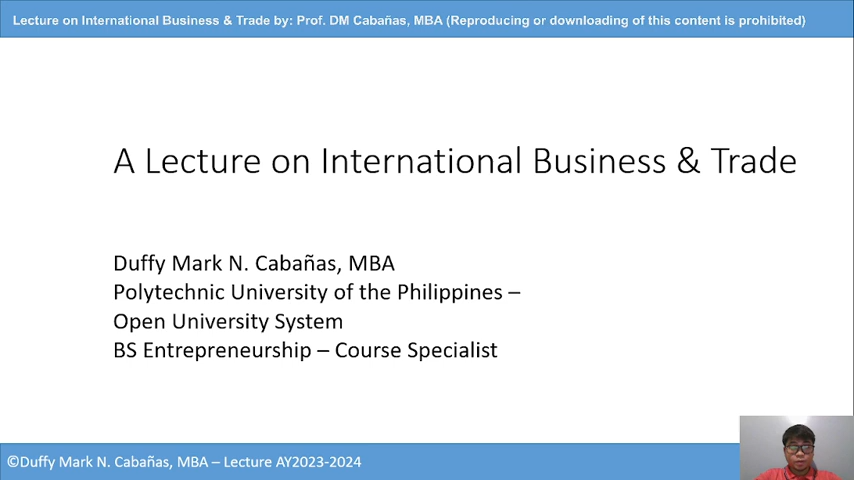 Lecture on International Business & Trade by: Prof. DM Cabañas, MBA (Reproducing or downloading of this content is prohibited)
A Lecture on International Business & Trade
Duffy Mark N. Cabañas, MBA
Polytechnic University of the Philippines –
Open University System
BS Entrepreneurship – Course Specialist
©Duffy Mark N. Cabañas, MBA – Lecture AY2023-2024